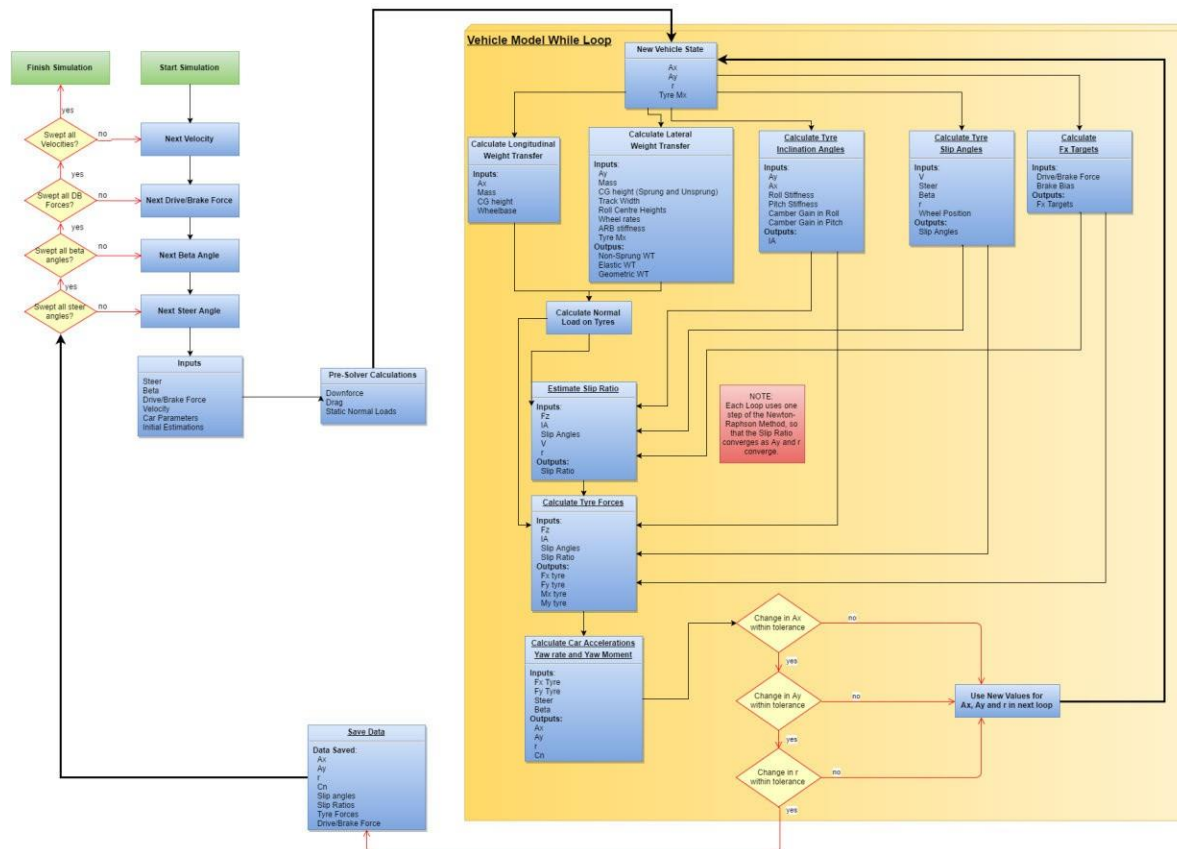 Finish Simulation
Start Simulation
yes
Swept all
Velocities?
no
Next Velocity
yes
Swept all DB
Forces?
no
Next Drive/Brake Force
yes
Swept all beta
angles?
no
Next Beta Angle
yes
Swept all steer
angles?
no
Next Steer Angle
Inputs
Steer
Beta
Drive/Brake Force
Velocity
Car Parameters
Initial Estimations
Pre-Solver Calculations
Downforce
Drag
Static Normal Loads
Vehicle Model While Loop
New Vehicle State
Ax
Ay
r
Tyre Mx
Calculate Longitudinal
Weight Transfer
Inputs:
Ax
Mass
CG height
Wheelbase
Calculate Lateral
Weight Transfer
Inputs:
Ay
Mass
CG height (Sprung and Unsprung)
Track Width
Roll Centre Heights
Wheel rates
ARB stiffness
Tyre Mx
Outpus:
Non-Sprung WT
Elastic WT
Geometric WT
Calculate Tyre
Inclination Angles
Inputs:
Ay
Ax
Roll Stiffness
Pitch Stiffness
Camber Gain in Roll
Camber Gain in Pitch
Outputs:
IA
Calculate Tyre
Slip Angles
Inputs:
V
Steer
Beta
r
Wheel Position
Outputs:
Slip Angles
Calculate
Fx Targets
Inputs:
Drive/Brake Force
Brake Bias
Outputs:
Fx Targets
Calculate Normal
Load on Tyres
Estimate Slip Ratio
Inputs:
Fz
IA
Slip Angles
V
r
Outputs:
Slip Ratio
NOTE:
Each Loop uses one
step of the Newton-
Raphson Method, so
that the Slip Ratio
converges as Ay and r
converge.
Calculate Tyre Forces
Inputs:
Fz
IA
Slip Angles
Slip Ratio
Outputs:
Fx tyre
Fy tyre
Mx tyre
My tyre
Calculate Car Accelerations
Yaw rate and Yaw Moment
Inputs:
Fx Tyre
Fy Tyre
Steer
Beta
Outputs:
Ax
Ay
r
Cn
Change in Ax
within tolerance
no
yes
Change in Ay
within tolerance
no
yes
Change in r
within tolerance
no
yes
Use New Values for
Ax, Ay and r in next loop
Save Data
Data Saved:
Ax
Ay
r
Cn
Slip angles
Slip Ratios
Tyre Forces
Drive/Brake Force